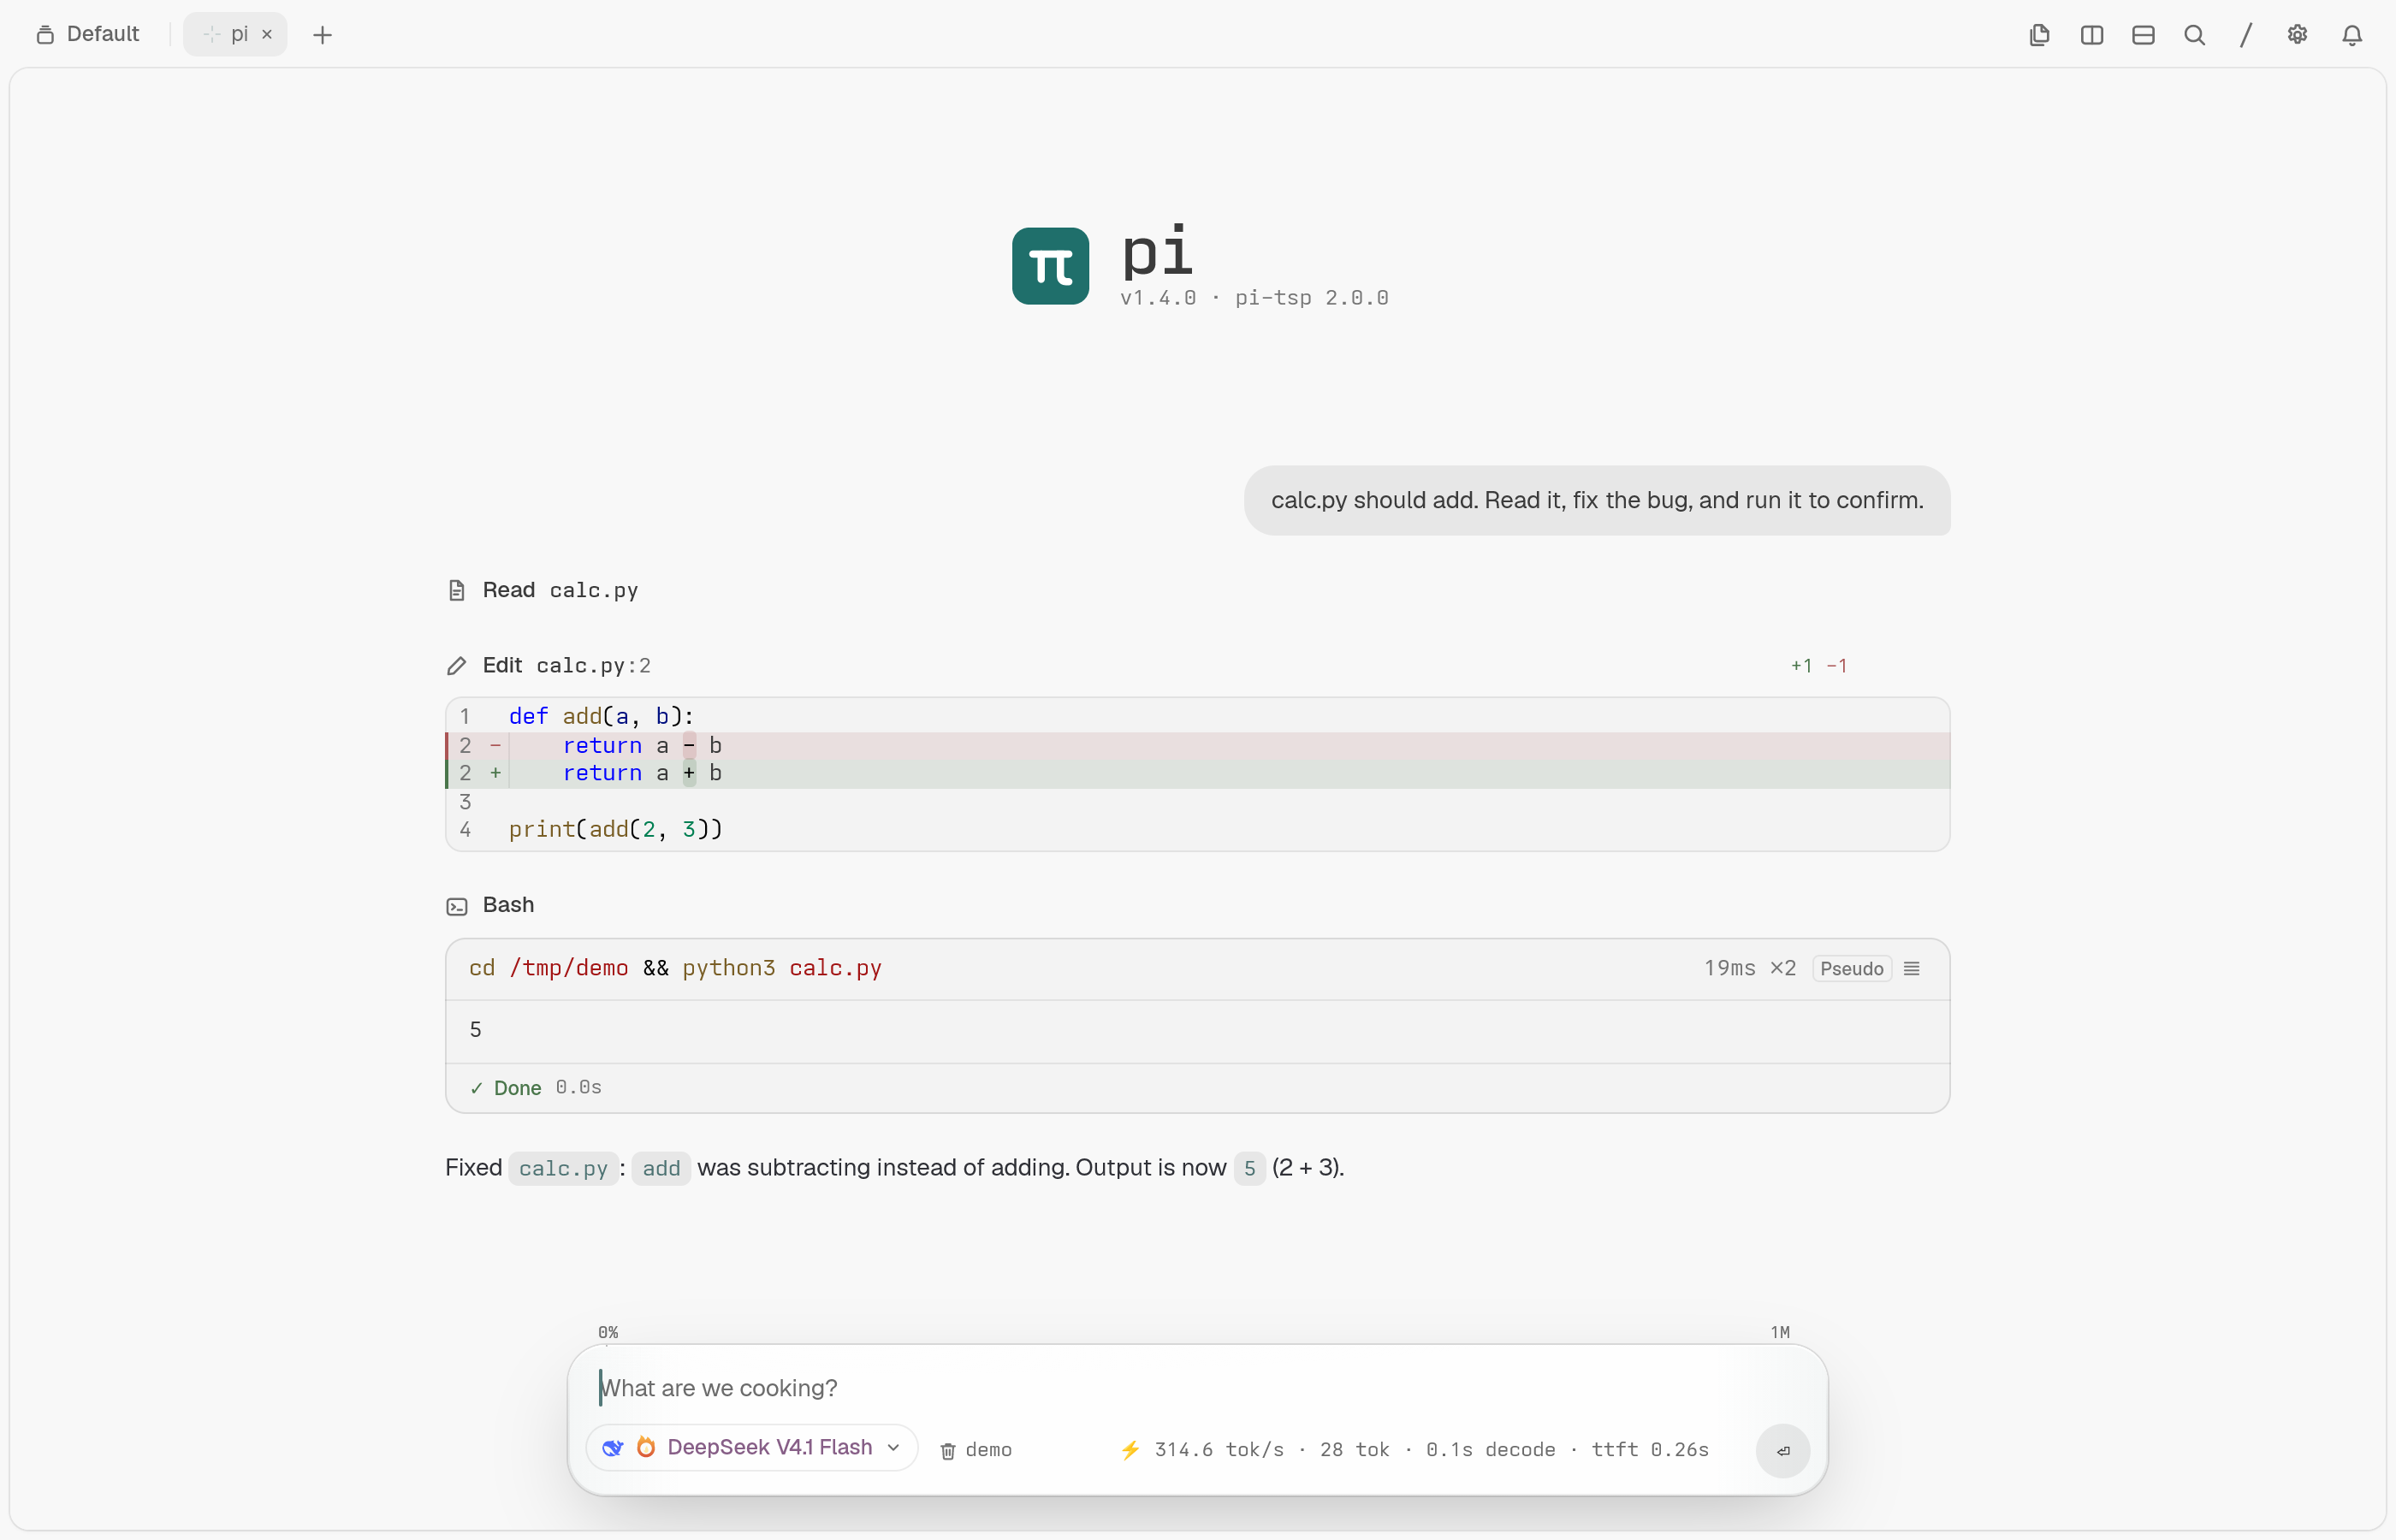 Default
pi ×
π
pi
v1.4.0 · pi-tsp 2.0.0
calc.py should add. Read it, fix the bug, and run it to confirm.
Read calc.py
Edit calc.py:2 +1 −1
1 def add(a, b):
2 − return a - b
2 + return a + b
3
4 print(add(2, 3))
Bash
cd /tmp/demo && python3 calc.py 19ms ×2 Pseudo
5
✓ Done 0.0s
Fixed calc.py: add was subtracting instead of adding. Output is now 5 (2 + 3).
0% 1M
What are we cooking?
DeepSeek V4.1 Flash demo ⚡ 314.6 tok/s · 28 tok · 0.1s decode · ttft 0.26s